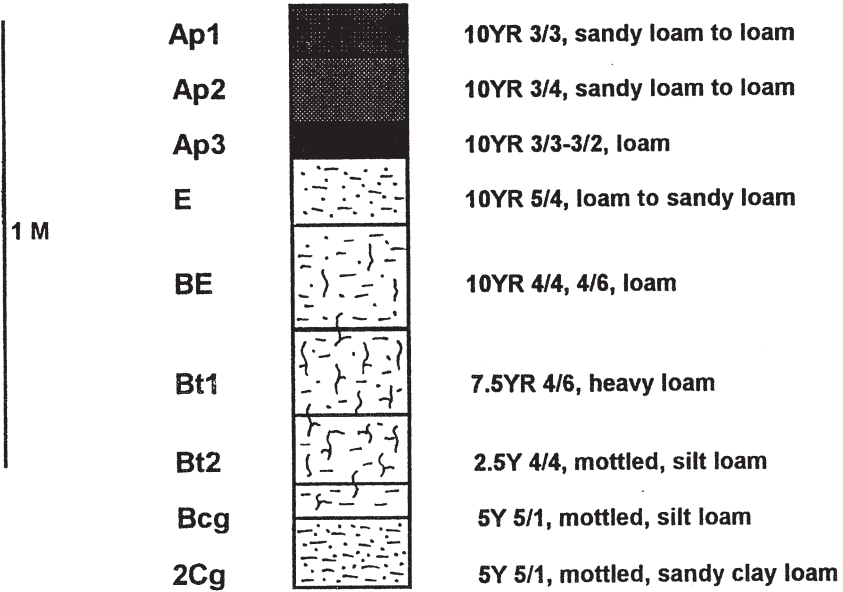 Ap1 10YR 3/3, sandy loam to loam
Ap2 10YR 3/4, sandy loam to loam
Ap3 10YR 3/3-3/2, loam
E 10YR 5/4, loam to sandy loam
1 M
BE 10YR 4/4, 4/6, loam
Bt1 7.5YR 4/6, heavy loam
Bt2 2.5Y 4/4, mottled, silt loam
Bcg 5Y 5/1, mottled, silt loam
2Cg 5Y 5/1, mottled, sandy clay loam